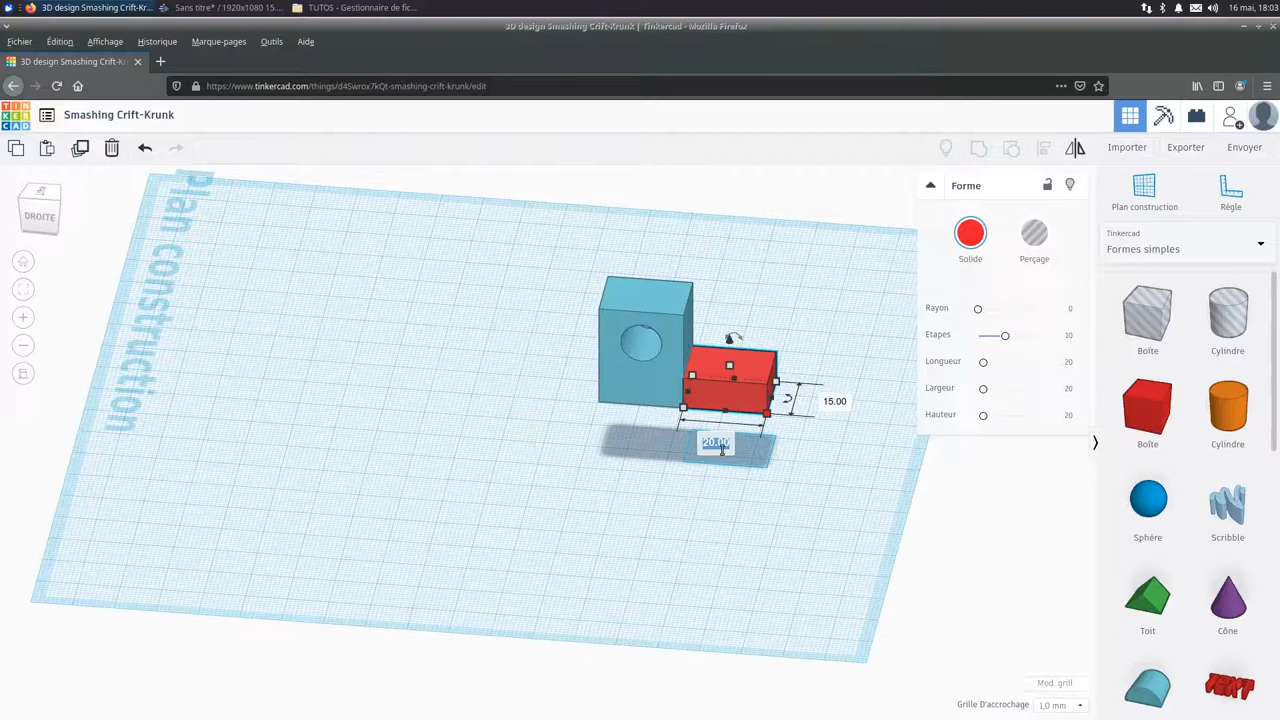 3D design Smashing Crift-Krunk...
Sans titre* / 1920x1080 15...
TUTOS - Gestionnaire de fic...
16 mai, 18:03
3D design Smashing Crift-Krunk | Tinkercad - Mozilla Firefox
Fichier Édition Affichage Historique Marque-pages Outils Aide
3D design Smashing Crift-Kr
https://www.tinkercad.com/things/d4Swrox7kQt-smashing-crift-krunk/edit
TIN
KER
CAD
Smashing Crift-Krunk
Importer Exporter Envoyer
DROITE
Plan construction
Forme
Solide Perçage
Rayon 0
Etapes 10
Longueur 20
Largeur 20
Hauteur 20
15.00
20.00
Plan construction Règle
Tinkercad
Formes simples
Boîte Cylindre
Boîte Cylindre
Sphère Scribble
Toit Cône
TEXT
Mod. grill
Grille D'accrochage 1,0 mm